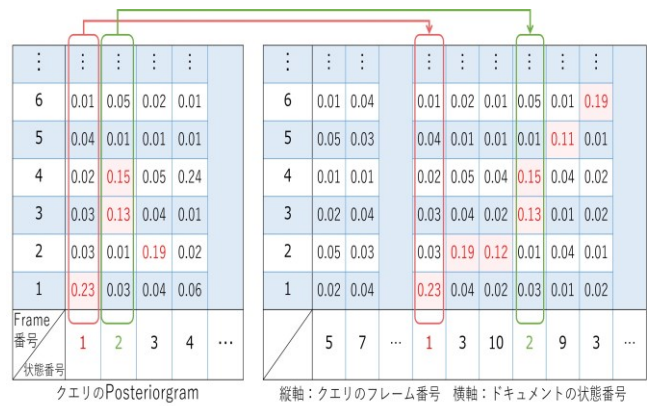 ⋮ ⋮ ⋮ ⋮ ⋮
6 0.01 0.05 0.02 0.01
5 0.04 0.01 0.01 0.01
4 0.02 0.15 0.05 0.24
3 0.03 0.13 0.04 0.01
2 0.03 0.01 0.19 0.02
1 0.23 0.03 0.04 0.06
Frame
番号
状態番号
1 2 3 4 …
クエリのPosteriorgram
⋮ ⋮ ⋮ ⋮ ⋮ ⋮ ⋮ ⋮ ⋮
6 0.01 0.04 0.01 0.02 0.01 0.05 0.01 0.19
5 0.05 0.03 0.04 0.01 0.01 0.01 0.11 0.01
4 0.01 0.01 0.02 0.05 0.04 0.15 0.04 0.02
3 0.02 0.04 0.03 0.04 0.02 0.13 0.01 0.02
2 0.05 0.03 0.03 0.19 0.12 0.01 0.04 0.01
1 0.02 0.04 0.23 0.04 0.02 0.03 0.01 0.02
5 7 … 1 3 10 2 9 3 …
縦軸：クエリのフレーム番号 横軸：ドキュメントの状態番号